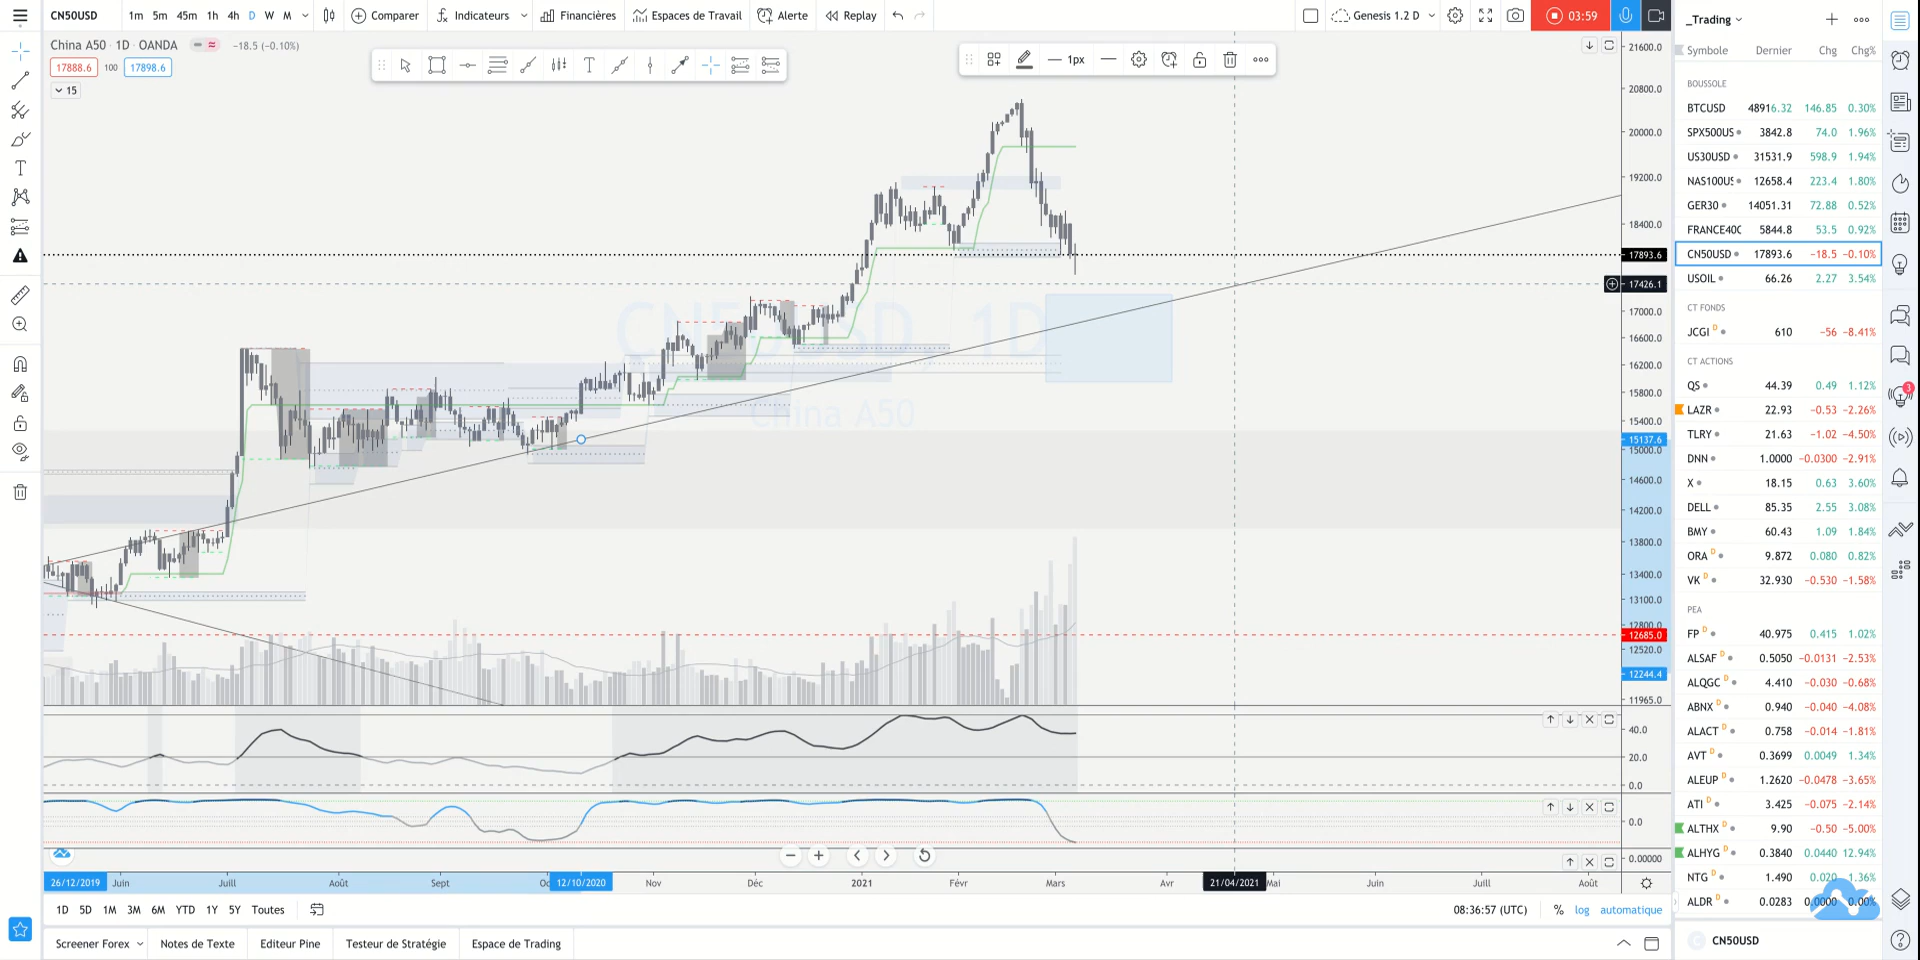 CN50USD 1m 5m 45m 1h 4h D W M Comparer Indicateurs Financières Espaces de Travail Alerte Replay Genesis 1.2 D 03:59
China A50 · 1D · OANDA −18.5 (−0.10%)
17888.6 100 17898.6
15
1px
CN50USD 1D
China A50
21600.0
20800.0
20000.0
19200.0
18400.0
17893.6
17426.1
17000.0
16600.0
16200.0
15800.0
15400.0
15137.6
15000.0
14600.0
14200.0
13800.0
13400.0
13100.0
12800.0
12685.0
12520.0
12244.4
11965.0
40.0
20.0
0.0
0.0
0.00000
26/12/2019 Juin Juill Août Sept 12/10/2020 Nov Déc 2021 Févr Mars Avr 21/04/2021 Mai Juin Juill Août
1D 5D 1M 3M 6M YTD 1Y 5Y Toutes 08:36:57 (UTC) % log automatique
Screener Forex Notes de Texte Editeur Pine Testeur de Stratégie Espace de Trading
_Trading
Symbole Dernier Chg Chg%
BOUSSOLE
BTCUSD 48916.32 146.85 0.30%
SPX500US 3842.8 74.0 1.96%
US30USD 31531.9 598.9 1.94%
NAS100US 12658.4 223.4 1.80%
GER30 14051.31 72.88 0.52%
FRANCE40C 5844.8 53.5 0.92%
CN50USD 17893.6 −18.5 −0.10%
USOIL 66.26 2.27 3.54%
CT FONDS
JCGI D 610 −56 −8.41%
CT ACTIONS
QS 44.39 0.49 1.12%
LAZR 22.93 −0.53 −2.26%
TLRY 21.63 −1.02 −4.50%
DNN 1.0000 −0.0300 −2.91%
X 18.15 0.63 3.60%
DELL 85.35 2.55 3.08%
BMY 60.43 1.09 1.84%
ORA D 9.872 0.080 0.82%
VK D 32.930 −0.530 −1.58%
PEA
FP D 40.975 0.415 1.02%
ALSAF D 0.5050 −0.0131 −2.53%
ALQGC D 4.410 −0.030 −0.68%
ABNX D 0.940 −0.040 −4.08%
ALACT D 0.758 −0.014 −1.81%
AVT D 0.3699 0.0049 1.34%
ALEUP D 1.2620 −0.0478 −3.65%
ATI D 3.425 −0.075 −2.14%
ALTHX D 9.90 −0.50 −5.00%
ALHYG D 0.3840 0.0440 12.94%
NTG D 1.490 0.020 1.36%
ALDR D 0.0283 0.0000 0.00%
CN50USD
3